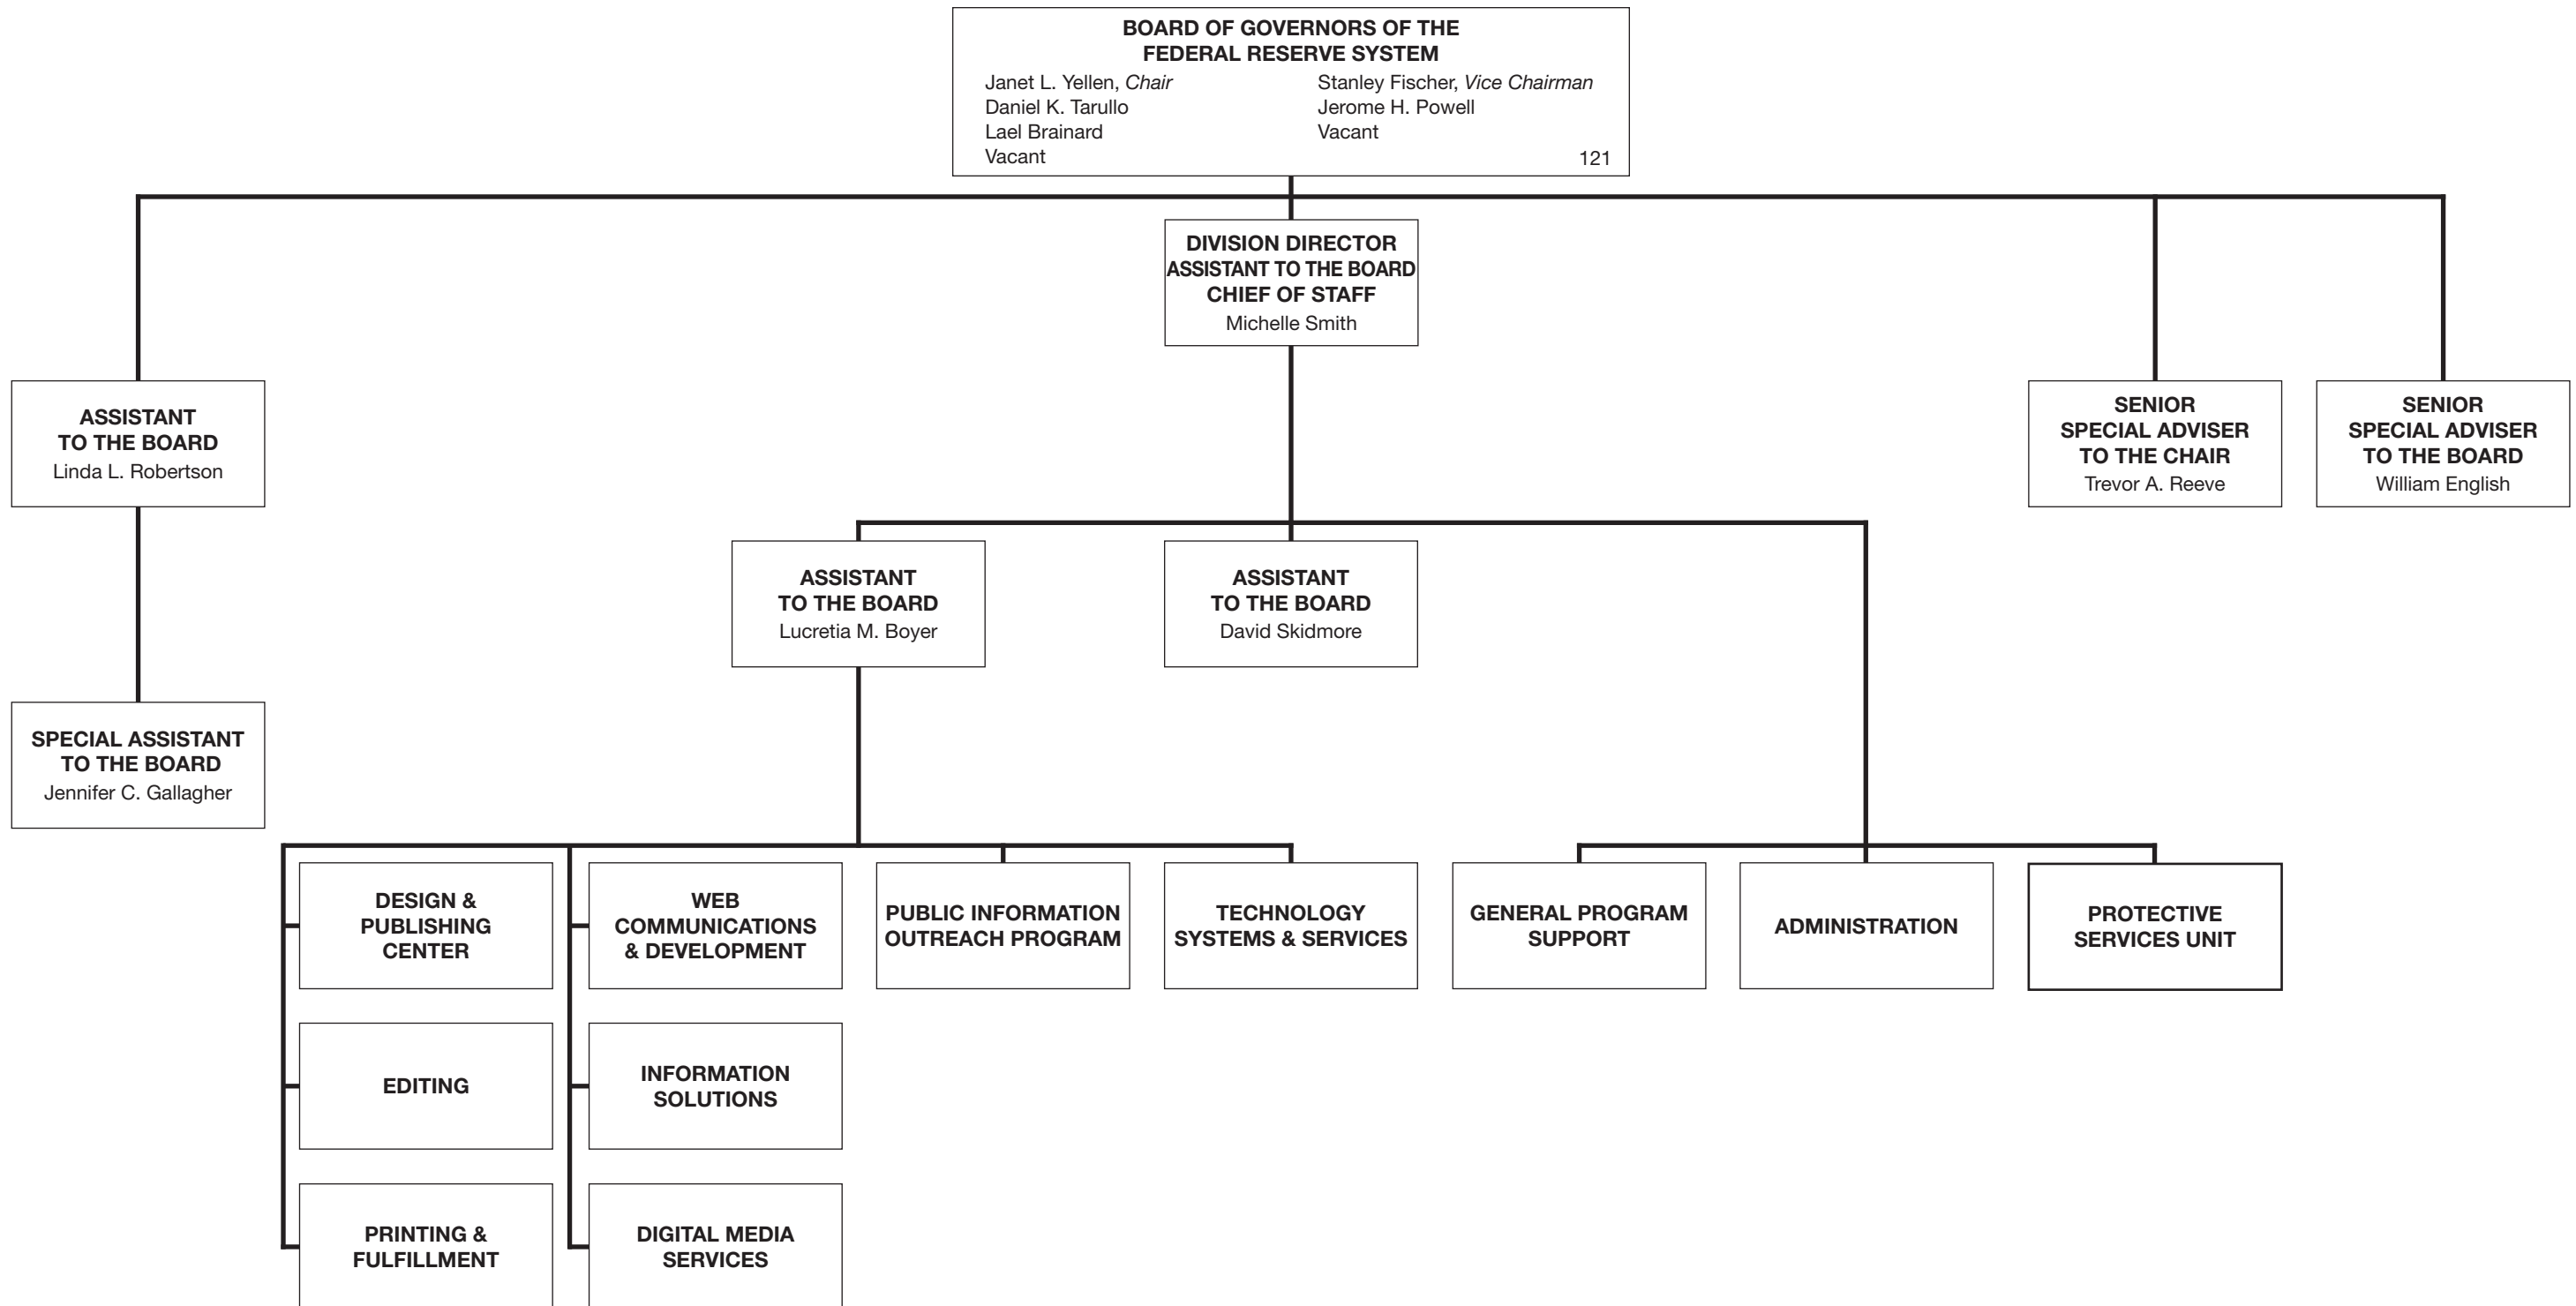 BOARD OF GOVERNORS OF THE
FEDERAL RESERVE SYSTEM
Janet L. Yellen, Chair
Stanley Fischer, Vice Chairman
Daniel K. Tarullo
Jerome H. Powell
Lael Brainard
Vacant
Vacant
121
DIVISION DIRECTOR
ASSISTANT TO THE BOARD
CHIEF OF STAFF
Michelle Smith
ASSISTANT
TO THE BOARD
Linda L. Robertson
SENIOR
SPECIAL ADVISER
TO THE CHAIR
Trevor A. Reeve
SENIOR
SPECIAL ADVISER
TO THE BOARD
William English
ASSISTANT
TO THE BOARD
Lucretia M. Boyer
ASSISTANT
TO THE BOARD
David Skidmore
SPECIAL ASSISTANT
TO THE BOARD
Jennifer C. Gallagher
DESIGN &
PUBLISHING
CENTER
WEB
COMMUNICATIONS
& DEVELOPMENT
PUBLIC INFORMATION
OUTREACH PROGRAM
TECHNOLOGY
SYSTEMS & SERVICES
GENERAL PROGRAM
SUPPORT
ADMINISTRATION
PROTECTIVE
SERVICES UNIT
EDITING
INFORMATION
SOLUTIONS
PRINTING &
FULFILLMENT
DIGITAL MEDIA
SERVICES